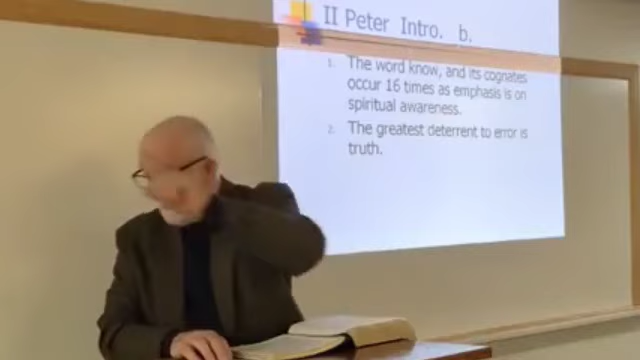 II Peter Intro. b.
1. The word know, and its cognates
occur 16 times as emphasis is on
spiritual awareness.
2. The greatest deterrent to error is
truth.